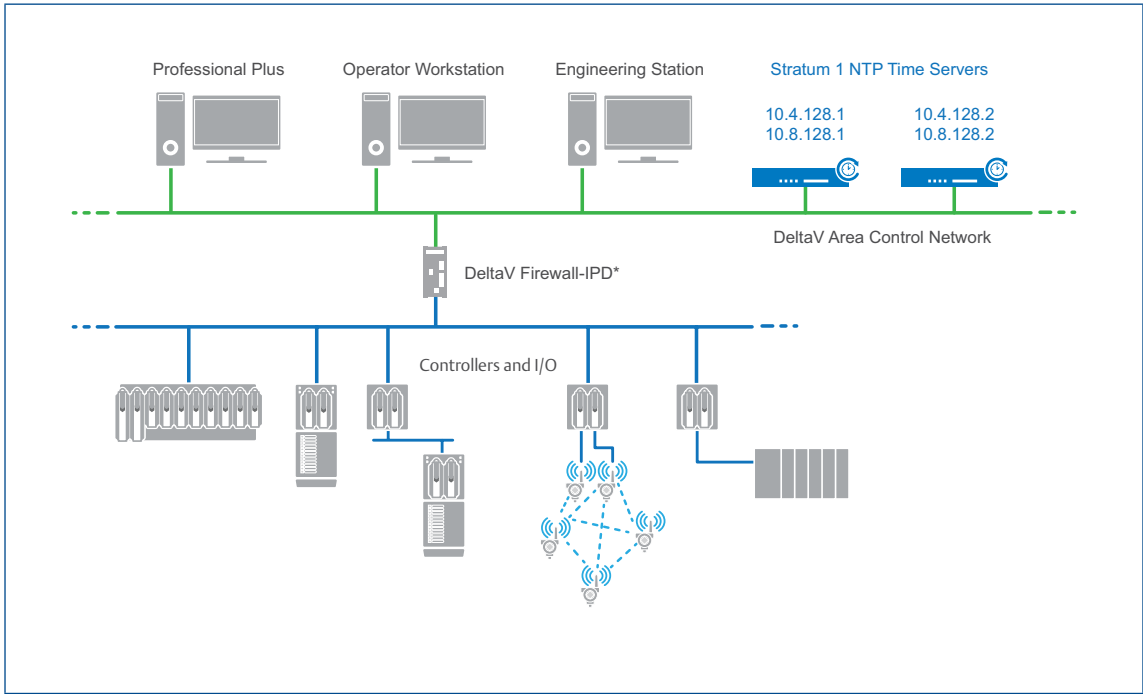 Professional Plus
Operator Workstation
Engineering Station
Stratum 1 NTP Time Servers
10.4.128.1
10.8.128.1
10.4.128.2
10.8.128.2
DeltaV Area Control Network
DeltaV Firewall-IPD*
Controllers and I/O